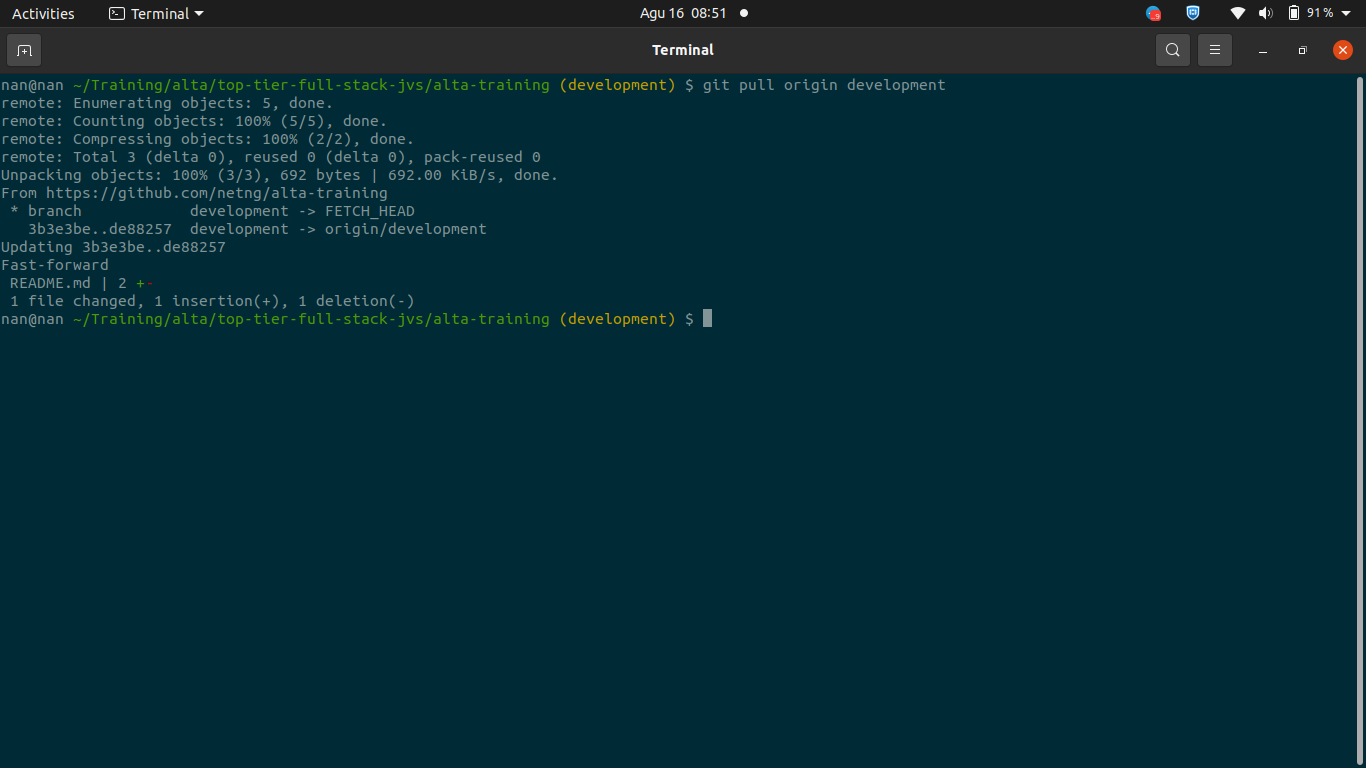 Activities Terminal Agu 16 08:51 91 %
Terminal
nan@nan ~/Training/alta/top-tier-full-stack-jvs/alta-training (development) $ git pull origin development
remote: Enumerating objects: 5, done.
remote: Counting objects: 100% (5/5), done.
remote: Compressing objects: 100% (2/2), done.
remote: Total 3 (delta 0), reused 0 (delta 0), pack-reused 0
Unpacking objects: 100% (3/3), 692 bytes | 692.00 KiB/s, done.
From https://github.com/netng/alta-training
 * branch            development -> FETCH_HEAD
   3b3e3be..de88257  development -> origin/development
Updating 3b3e3be..de88257
Fast-forward
 README.md | 2 +-
 1 file changed, 1 insertion(+), 1 deletion(-)
nan@nan ~/Training/alta/top-tier-full-stack-jvs/alta-training (development) $